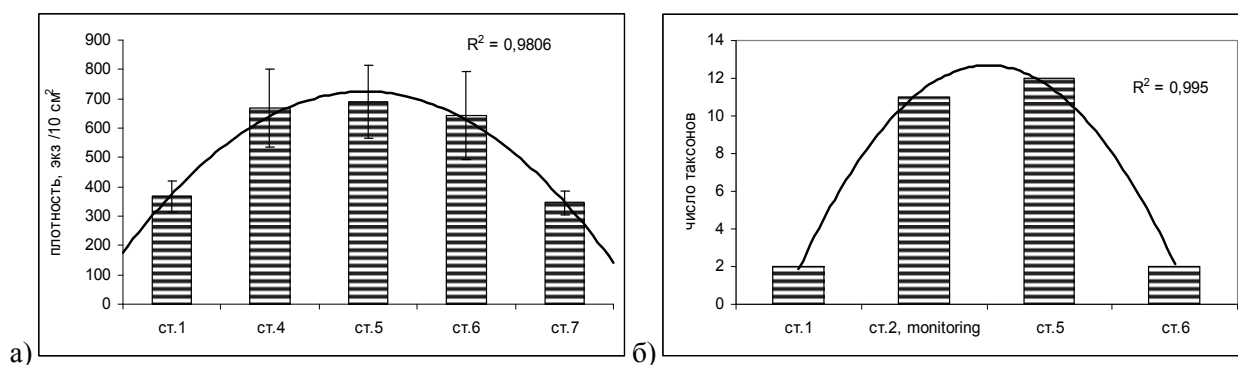 а)
плотность, экз /10 см²
900
800
700
600
500
400
300
200
100
0
R² = 0,9806
ст.1 ст.4 ст.5 ст.6 ст.7
б)
число таксонов
14
12
10
8
6
4
2
0
R² = 0,995
ст.1 ст.2, monitoring ст.5 ст.6